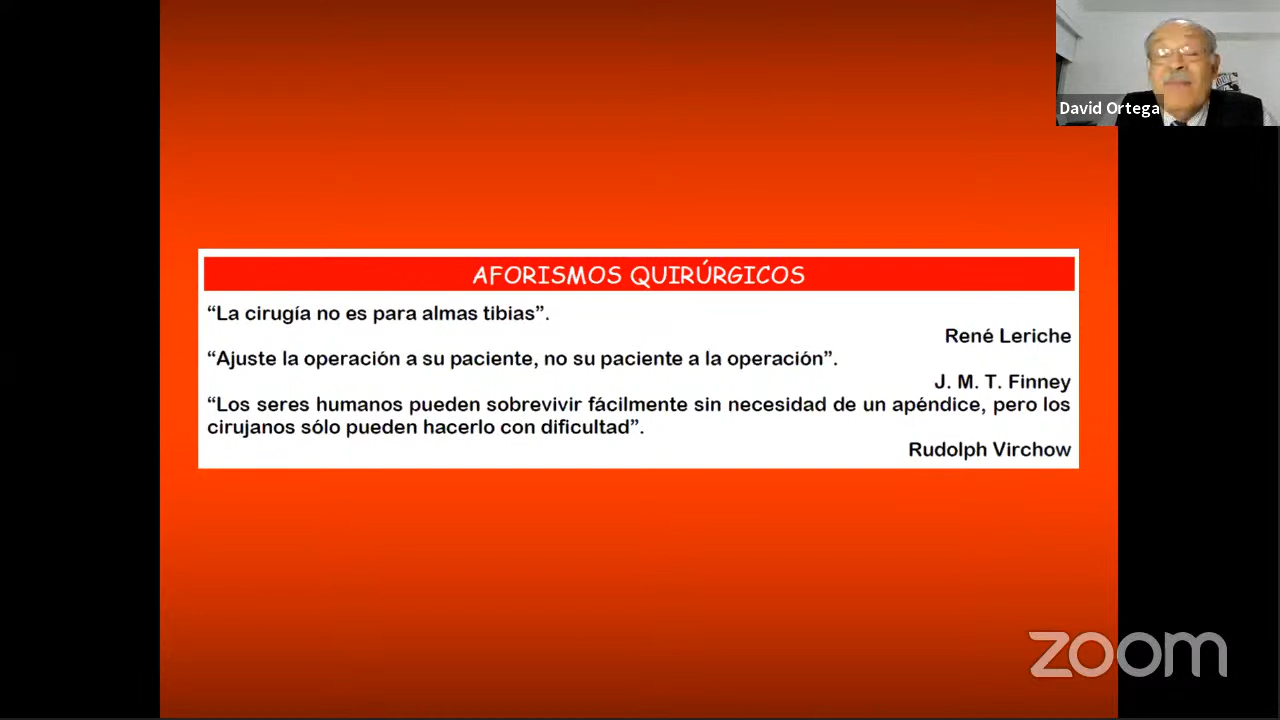 David Ortega
AFORISMOS QUIRÚRGICOS
“La cirugía no es para almas tibias”.
René Leriche
“Ajuste la operación a su paciente, no su paciente a la operación”.
J. M. T. Finney
“Los seres humanos pueden sobrevivir fácilmente sin necesidad de un apéndice, pero los
cirujanos sólo pueden hacerlo con dificultad”.
Rudolph Virchow
zoom